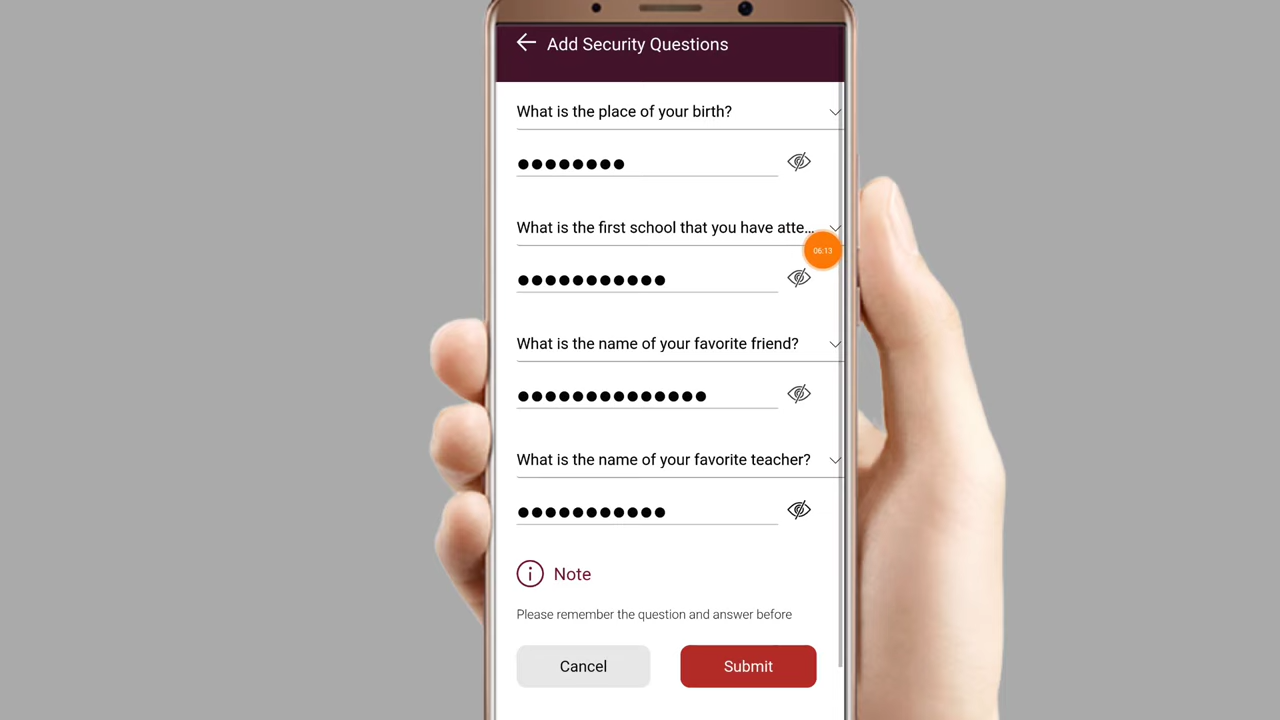 Add Security Questions
What is the place of your birth?
●●●●●●●●
What is the first school that you have atte...
06:13
●●●●●●●●●●●
What is the name of your favorite friend?
●●●●●●●●●●●●●●
What is the name of your favorite teacher?
●●●●●●●●●●●
Note
Please remember the question and answer before
Cancel
Submit